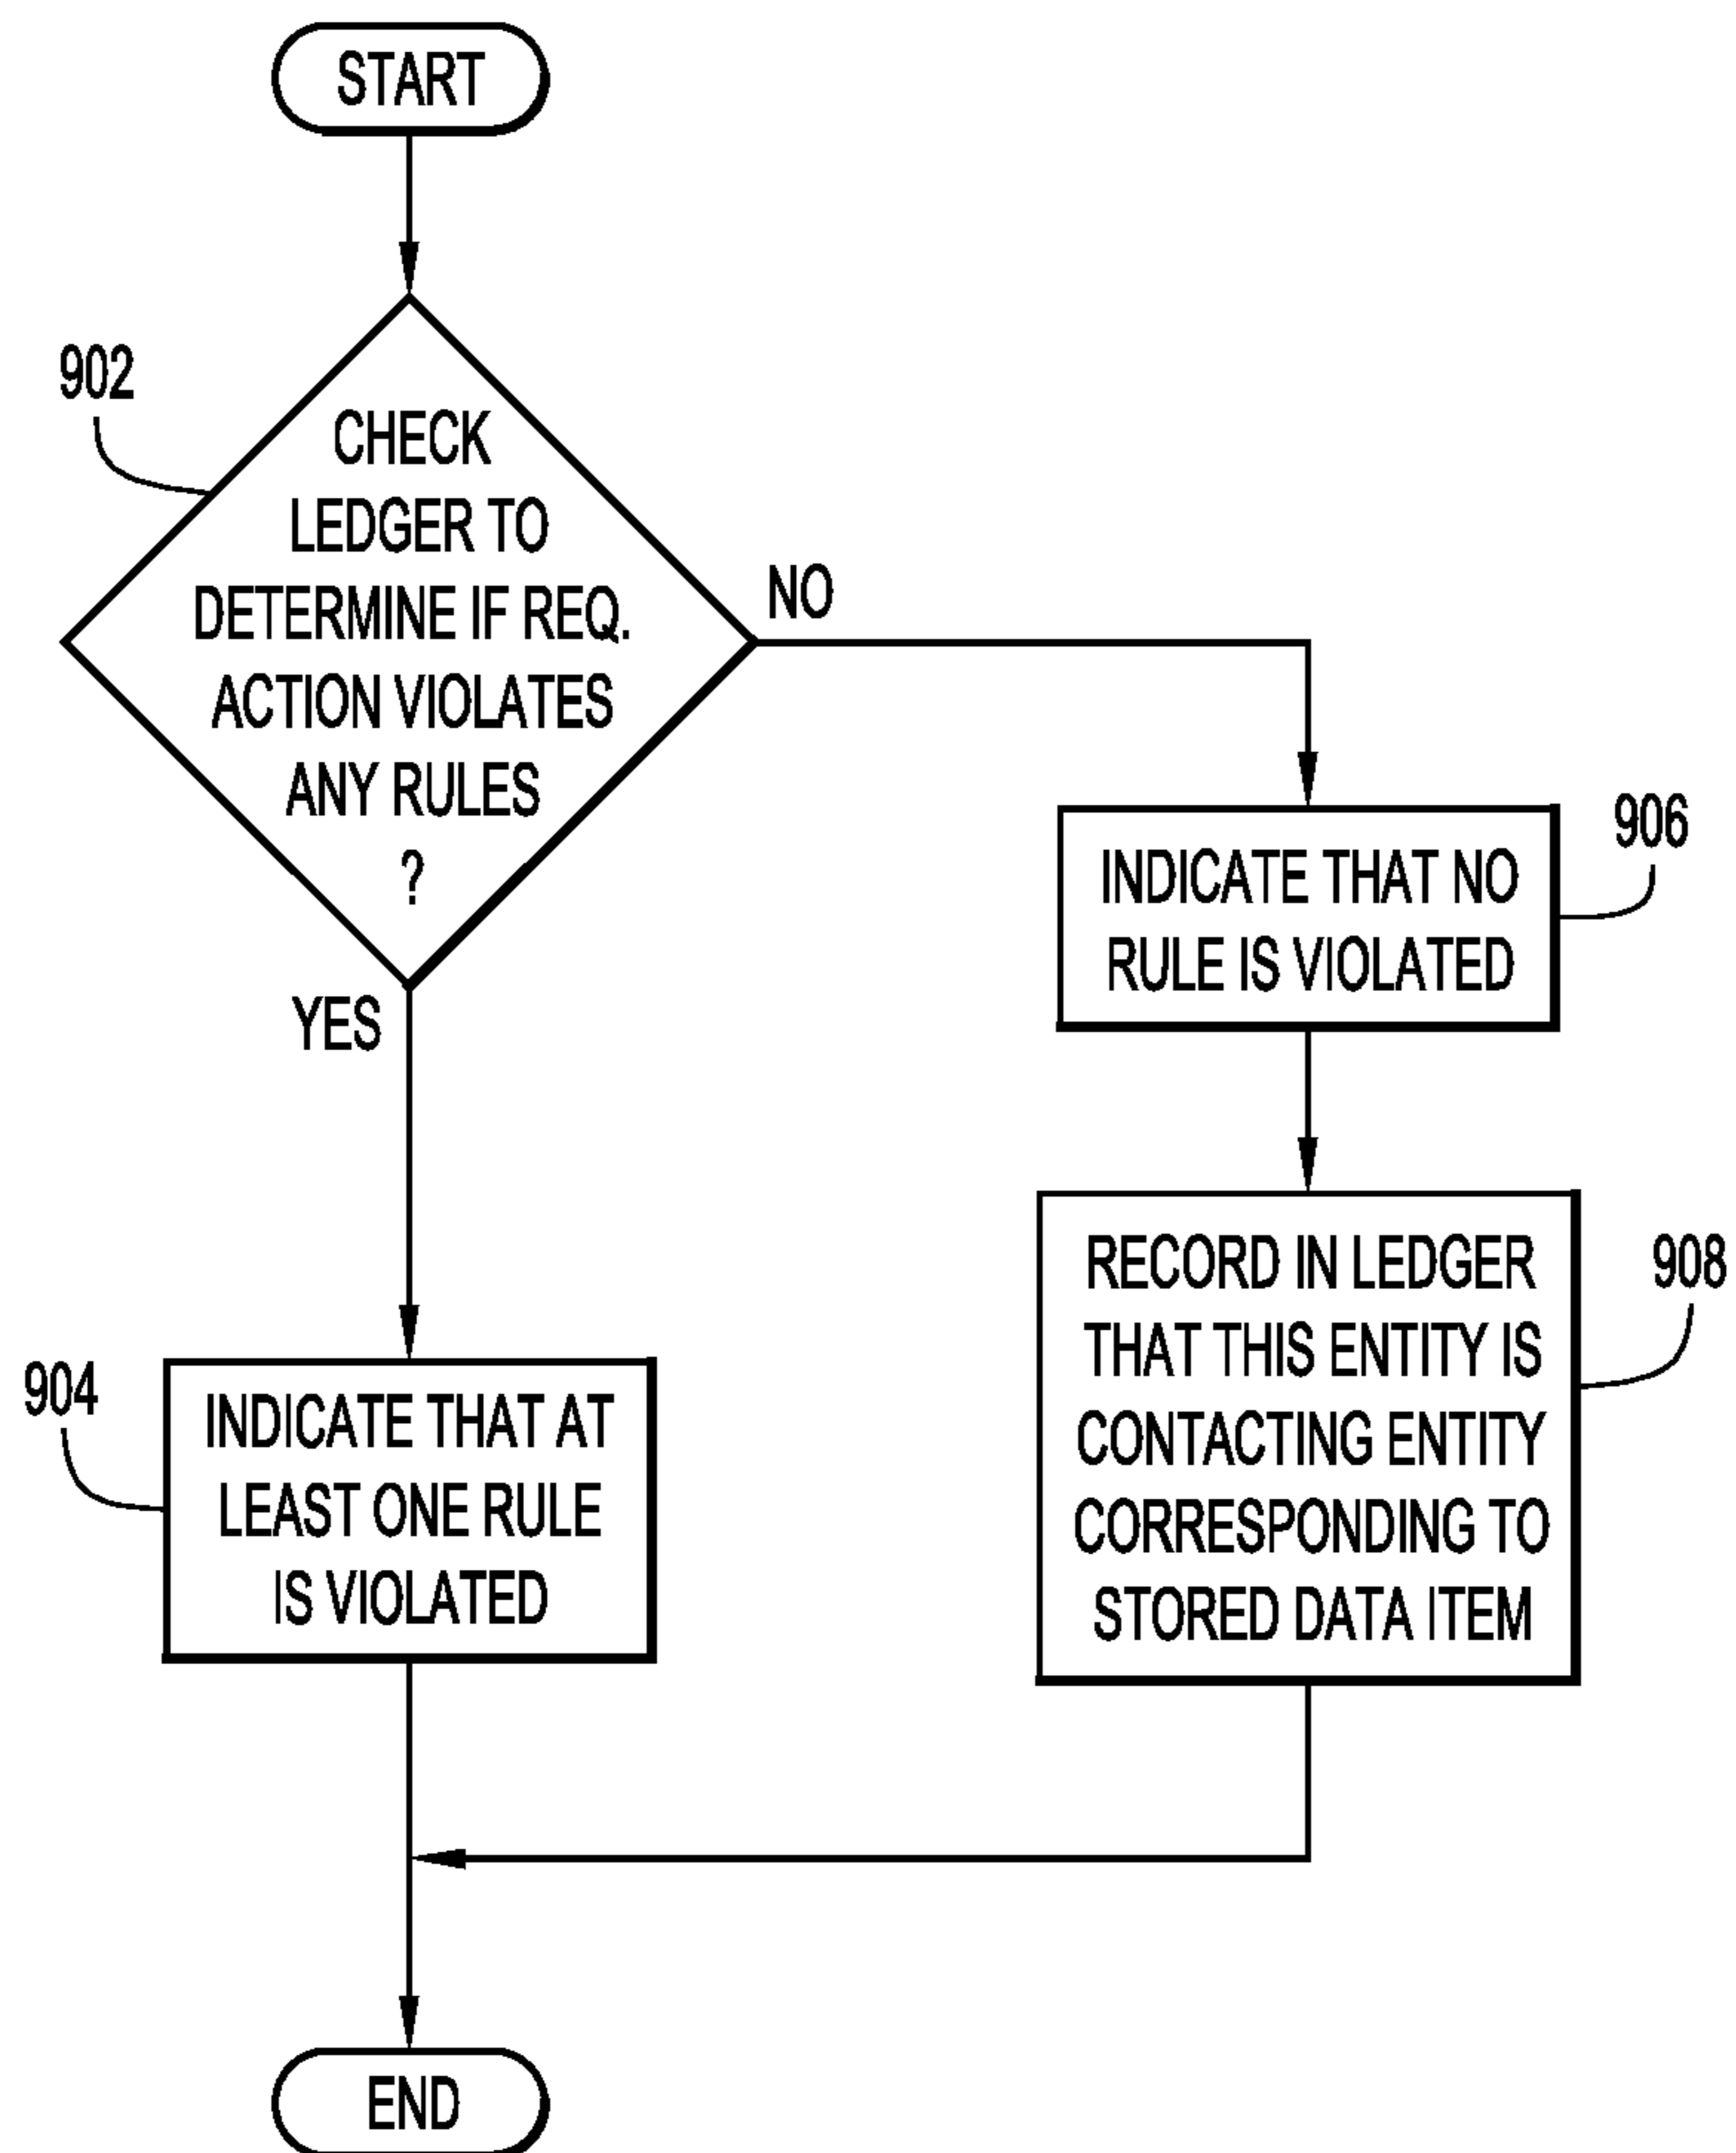 START
902
CHECK
LEDGER TO
DETERMINE IF REQ.
ACTION VIOLATES
ANY RULES
?
NO
YES
906
INDICATE THAT NO
RULE IS VIOLATED
908
RECORD IN LEDGER
THAT THIS ENTITY IS
CONTACTING ENTITY
CORRESPONDING TO
STORED DATA ITEM
904
INDICATE THAT AT
LEAST ONE RULE
IS VIOLATED
END